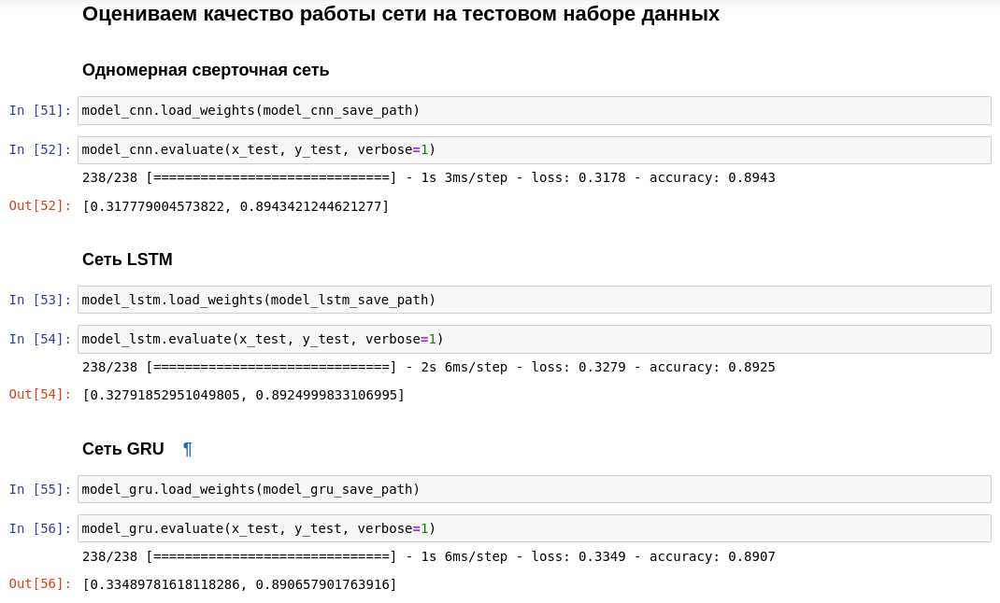 Оцениваем качество работы сети на тестовом наборе данных
Одномерная сверточная сеть
In [51]: model_cnn.load_weights(model_cnn_save_path)
In [52]: model_cnn.evaluate(x_test, y_test, verbose=1)
238/238 [==============================] - 1s 3ms/step - loss: 0.3178 - accuracy: 0.8943
Out[52]: [0.317779004573822, 0.8943421244621277]
Сеть LSTM
In [53]: model_lstm.load_weights(model_lstm_save_path)
In [54]: model_lstm.evaluate(x_test, y_test, verbose=1)
238/238 [==============================] - 2s 6ms/step - loss: 0.3279 - accuracy: 0.8925
Out[54]: [0.32791852951049805, 0.8924999833106995]
Сеть GRU ¶
In [55]: model_gru.load_weights(model_gru_save_path)
In [56]: model_gru.evaluate(x_test, y_test, verbose=1)
238/238 [==============================] - 1s 6ms/step - loss: 0.3349 - accuracy: 0.8907
Out[56]: [0.33489781618118286, 0.890657901763916]